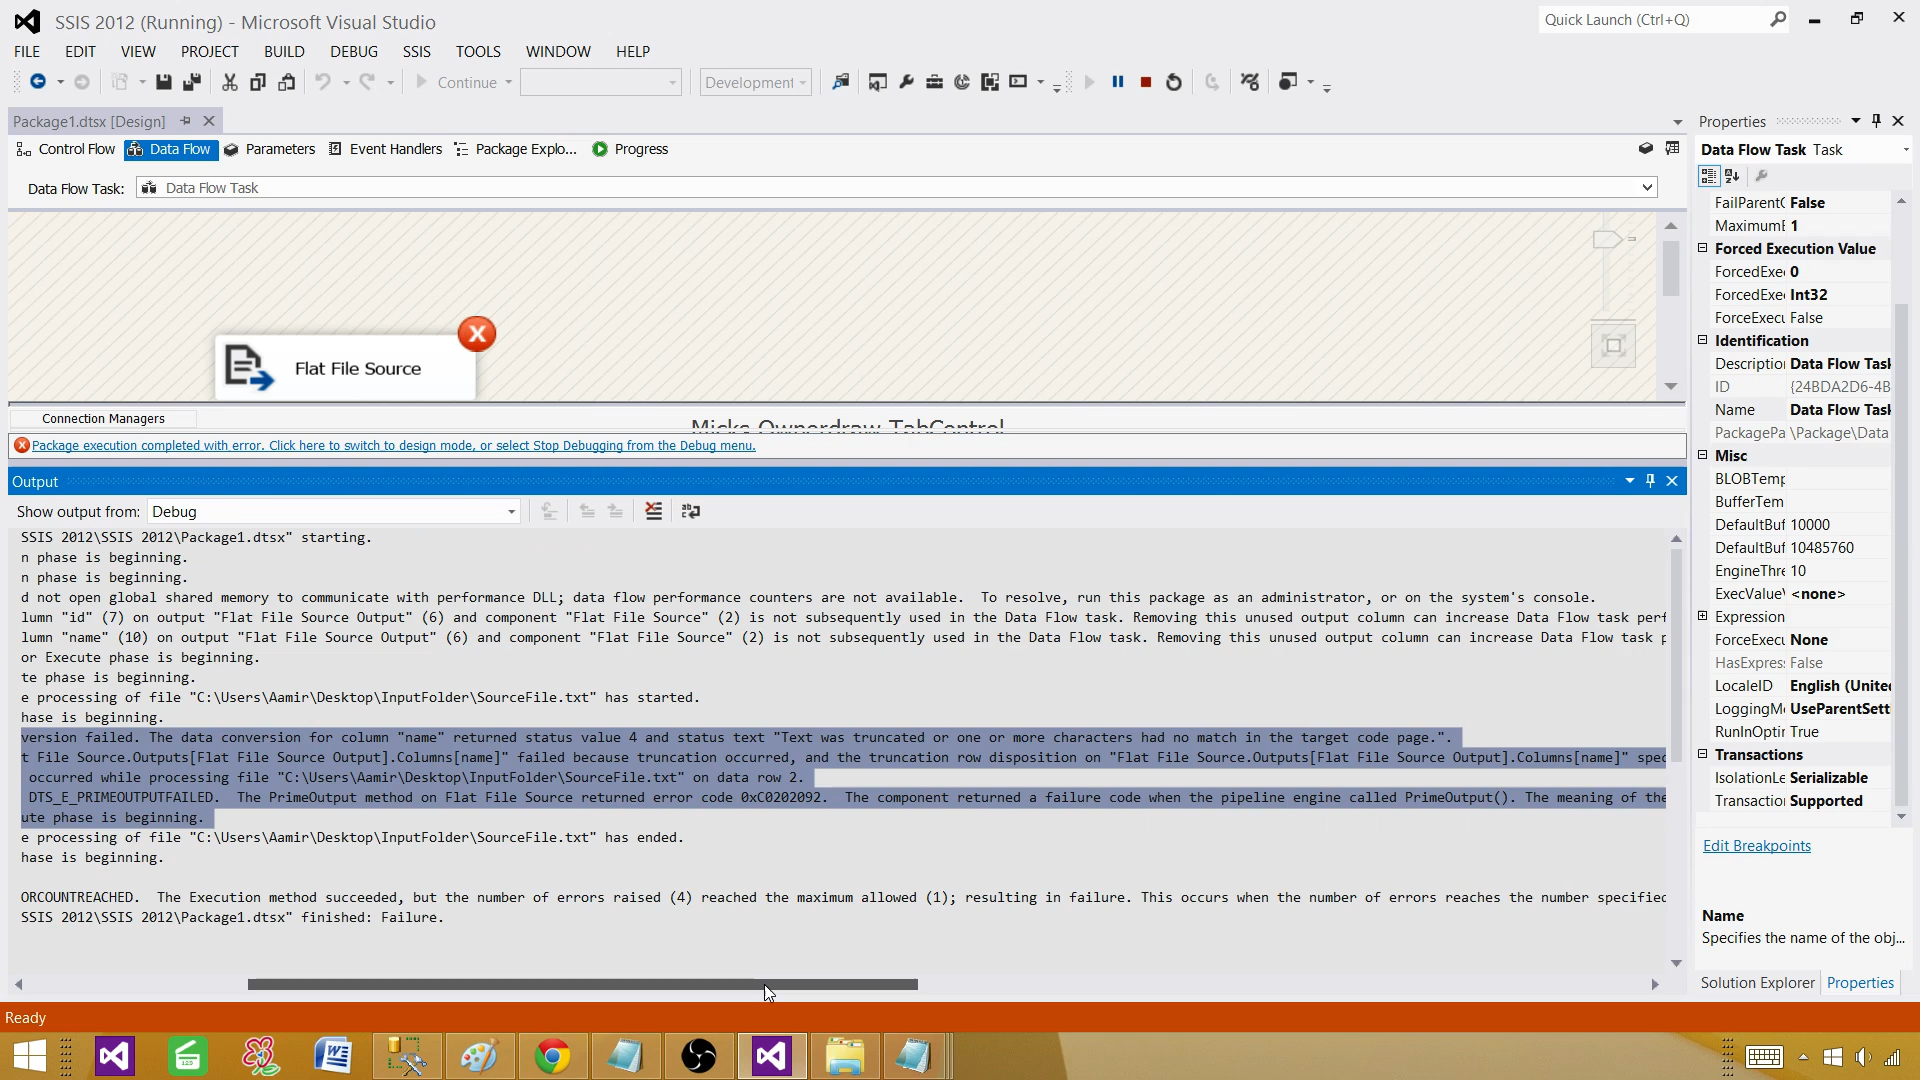 SSIS 2012 (Running) - Microsoft Visual Studio
Quick Launch (Ctrl+Q)
FILE EDIT VIEW PROJECT BUILD DEBUG SSIS TOOLS WINDOW HELP
Continue Development
Package1.dtsx [Design]
Control Flow Data Flow Parameters Event Handlers Package Explo... Progress
Data Flow Task: Data Flow Task
Flat File Source
Connection Managers
Micks Ownerdraw TabControl
Package execution completed with error. Click here to switch to design mode, or select Stop Debugging from the Debug menu.
Output
Show output from: Debug
SSIS 2012\SSIS 2012\Package1.dtsx" starting.
n phase is beginning.
n phase is beginning.
d not open global shared memory to communicate with performance DLL; data flow performance counters are not available.  To resolve, run this package as an administrator, or on the system's console.
lumn "id" (7) on output "Flat File Source Output" (6) and component "Flat File Source" (2) is not subsequently used in the Data Flow task. Removing this unused output column can increase Data Flow task perf
lumn "name" (10) on output "Flat File Source Output" (6) and component "Flat File Source" (2) is not subsequently used in the Data Flow task. Removing this unused output column can increase Data Flow task p
or Execute phase is beginning.
te phase is beginning.
e processing of file "C:\Users\Aamir\Desktop\InputFolder\SourceFile.txt" has started.
hase is beginning.
version failed. The data conversion for column "name" returned status value 4 and status text "Text was truncated or one or more characters had no match in the target code page.".
t File Source.Outputs[Flat File Source Output].Columns[name]" failed because truncation occurred, and the truncation row disposition on "Flat File Source.Outputs[Flat File Source Output].Columns[name]" spec
occurred while processing file "C:\Users\Aamir\Desktop\InputFolder\SourceFile.txt" on data row 2.
DTS_E_PRIMEOUTPUTFAILED.  The PrimeOutput method on Flat File Source returned error code 0xC0202092.  The component returned a failure code when the pipeline engine called PrimeOutput(). The meaning of the
ute phase is beginning.
e processing of file "C:\Users\Aamir\Desktop\InputFolder\SourceFile.txt" has ended.
hase is beginning.
ORCOUNTREACHED.  The Execution method succeeded, but the number of errors raised (4) reached the maximum allowed (1); resulting in failure. This occurs when the number of errors reaches the number specified
SSIS 2012\SSIS 2012\Package1.dtsx" finished: Failure.
Properties
Data Flow Task Task
FailParentC False
MaximumE 1
Forced Execution Value
ForcedExec 0
ForcedExec Int32
ForceExecu False
Identification
Description Data Flow Task
ID {24BDA2D6-4B
Name Data Flow Task
PackagePa \Package\Data
Misc
BLOBTemp
BufferTem
DefaultBuf 10000
DefaultBuf 10485760
EngineThre 10
ExecValueV <none>
Expression
ForceExecu None
HasExpress False
LocaleID English (Unite
LoggingMo UseParentSett
RunInOptin True
Transactions
IsolationLe Serializable
Transaction Supported
Edit Breakpoints
Name
Specifies the name of the obj...
Solution Explorer Properties
Ready